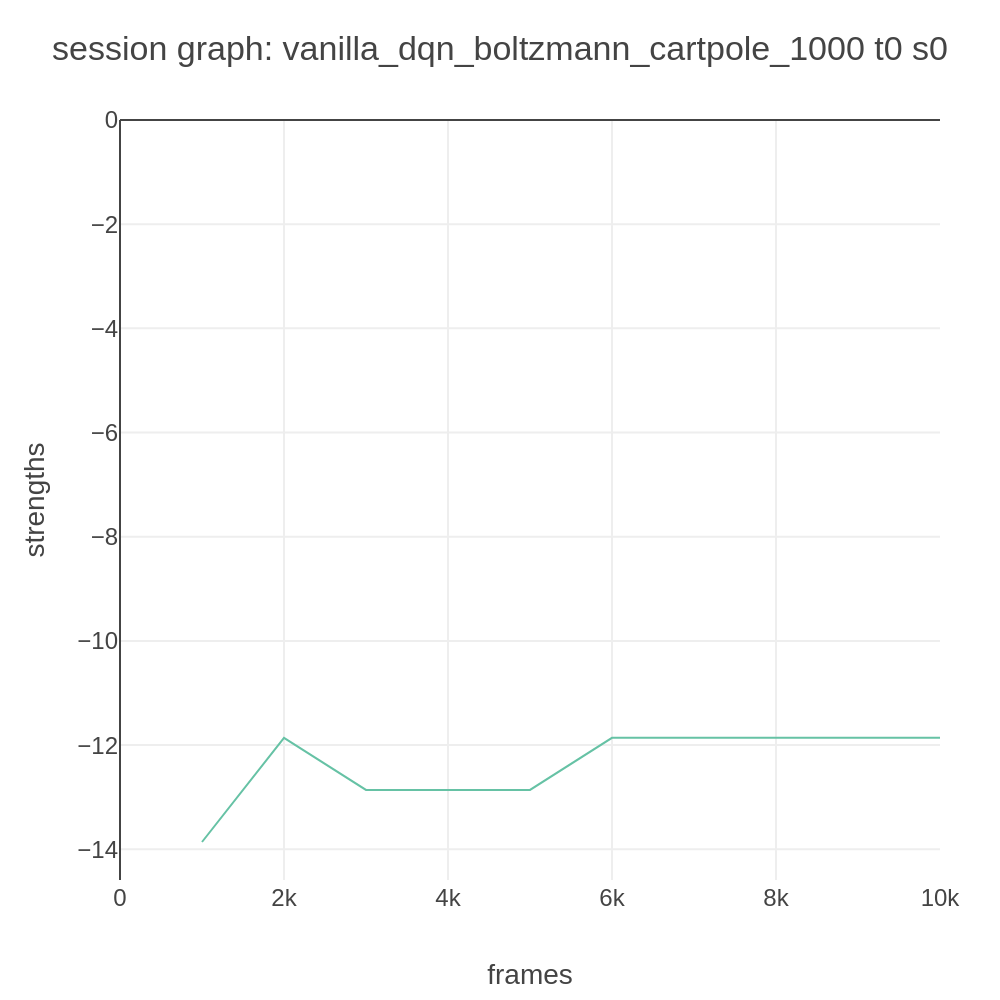 session graph: vanilla_dqn_boltzmann_cartpole_1000 t0 s0
0
−2
−4
−6
−8
−10
−12
−14
strengths
0 2k 4k 6k 8k 10k
frames